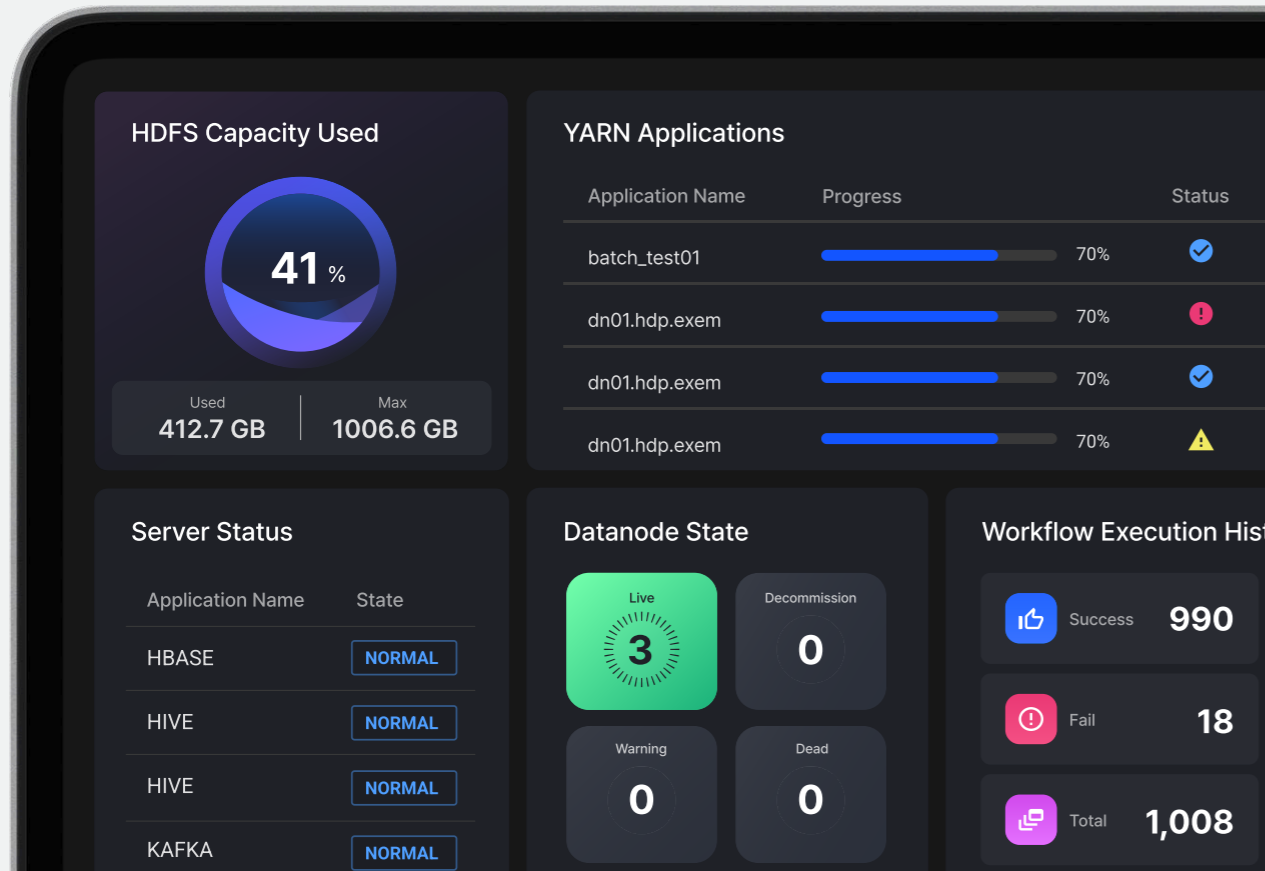 HDFS Capacity Used
41 %
Used
412.7 GB
Max
1006.6 GB
YARN Applications
Application Name Progress Status
batch_test01 70%
dn01.hdp.exem 70%
dn01.hdp.exem 70%
dn01.hdp.exem 70%
Server Status
Application Name State
HBASE NORMAL
HIVE NORMAL
HIVE NORMAL
KAFKA NORMAL
Datanode State
Live
3
Decommission
0
Warning
0
Dead
0
Workflow Execution Hist
Success 990
Fail 18
Total 1,008